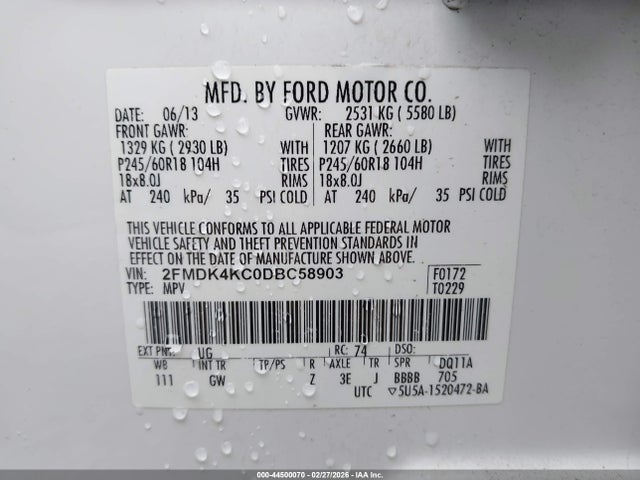 MFD. BY FORD MOTOR CO.
DATE: 06/13 GVWR: 2531 KG ( 5580 LB)
FRONT GAWR: REAR GAWR:
1329 KG ( 2930 LB) WITH 1207 KG ( 2660 LB) WITH
P245/60R18 104H TIRES P245/60R18 104H TIRES
18x8.0J RIMS 18x8.0J RIMS
AT 240 kPa/ 35 PSI COLD AT 240 kPa/ 35 PSI COLD
THIS VEHICLE CONFORMS TO ALL APPLICABLE FEDERAL MOTOR
VEHICLE SAFETY AND THEFT PREVENTION STANDARDS IN
EFFECT ON THE DATE OF MANUFACTURE SHOWN ABOVE.
VIN: 2FMDK4KC0DBC58903 F0172
TYPE: MPV T0229
EXT PNT: UG RC: 74 DSO:
WB INT TR TP/PS R AXLE TR SPR DQ11A
111 GW Z 3E J BBBB 705
UTC ▽5U5A-1520472-BA
000-44500070 | 02/27/2026 - IAA Inc.